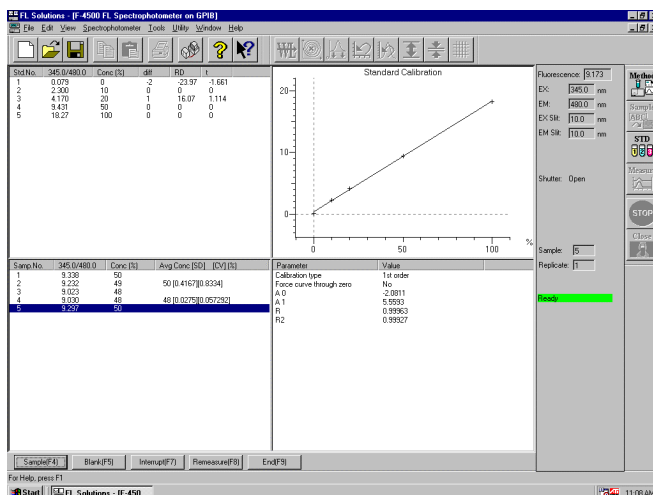 FL Solutions - [F-4500 FL Spectrophotometer on GPIB]
File Edit View Spectrophotometer Tools Utility Window Help
Std.No. 345.0/480.0 Conc (%) diff RD t
1 0.079 0 -2 -23.97 -1.661
2 2.300 10 0 0 0
3 4.170 20 1 16.07 1.114
4 9.431 50 0 0 0
5 18.27 100 0 0 0
Standard Calibration
20
10
0
0 50 100 %
Samp.No. 345.0/480.0 Conc (%) Avg Conc [SD] [CV] (%)
1 9.338 50
2 9.232 49 50 [0.4167][0.8334]
3 9.023 48
4 9.030 48 48 [0.0275][0.057292]
5 9.297 50
Parameter Value
Calibration type 1st order
Force curve through zero No
A 0 -2.0811
A 1 5.5593
R 0.99963
R2 0.99927
Fluorescence: 9.173
EX: 345.0 nm
EM: 480.0 nm
EX Slit: 10.0 nm
EM Slit: 10.0 nm
Shutter: Open
Sample: 5
Replicate: 1
Ready
Method
Sample
ABC
STD
Measure
STOP
Close
Sample(F4) Blank(F5) Interrupt(F7) Remeasure(F8) End(F9)
For Help, press F1
Start FL Solutions - [F-450 11:08 AM